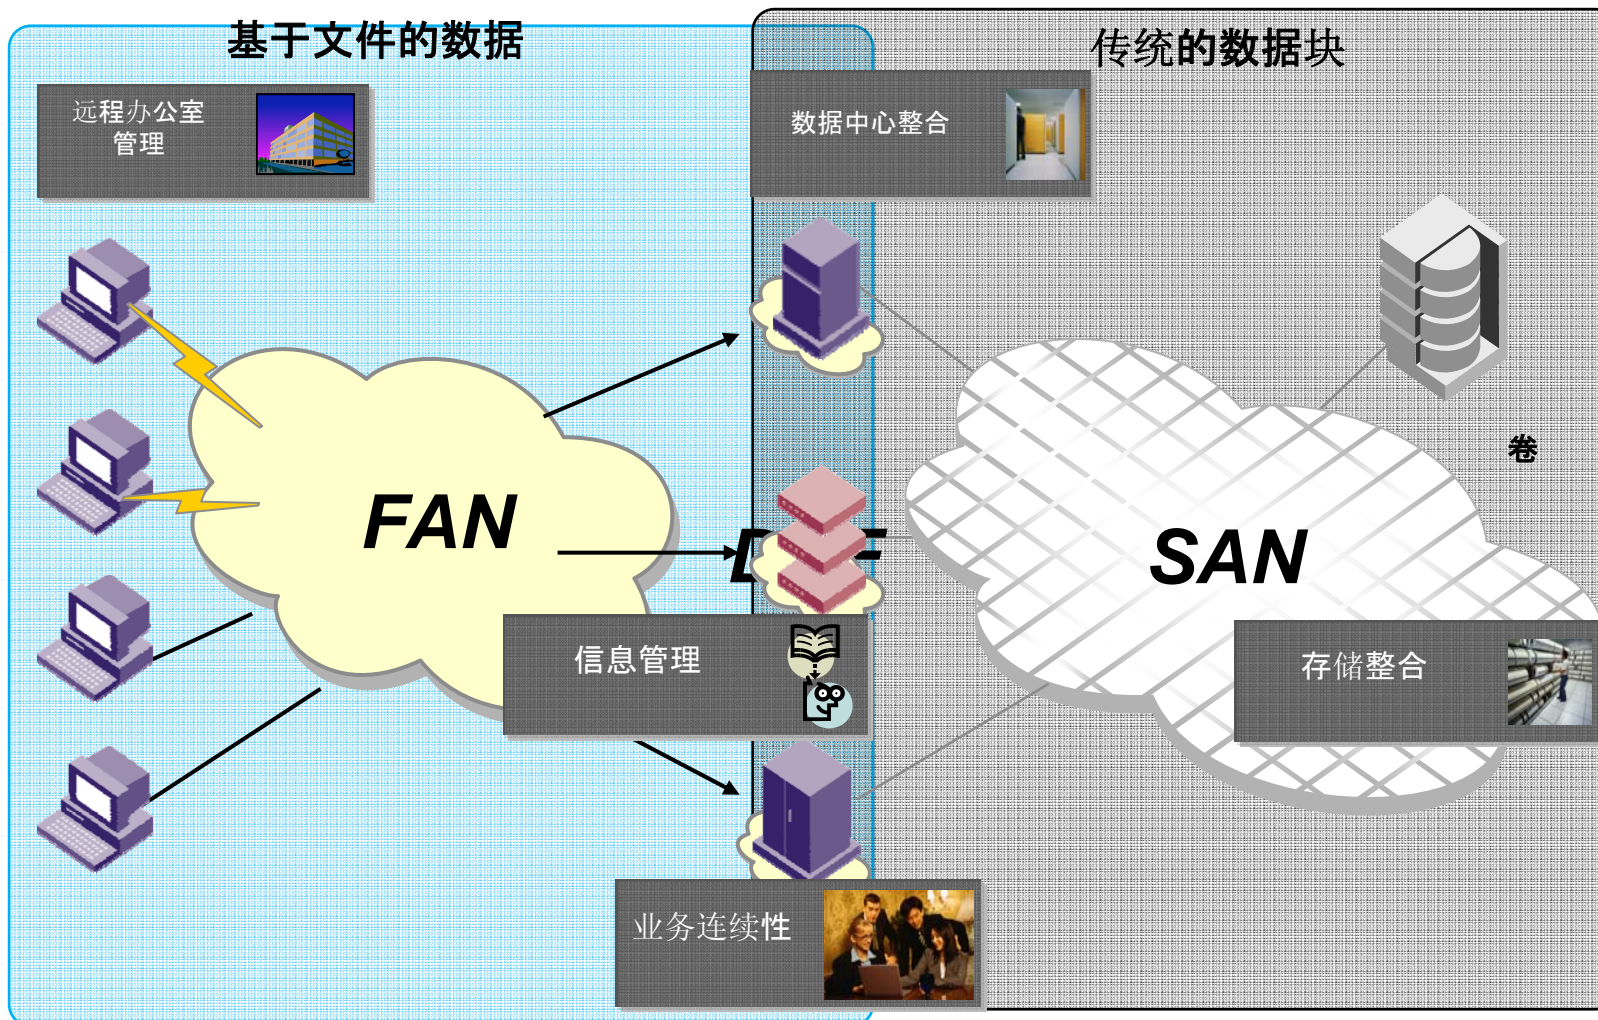 基于文件的数据
传统的数据块
远程办公室
管理
数据中心整合
卷
FAN
SAN
信息管理
存储整合
业务连续性